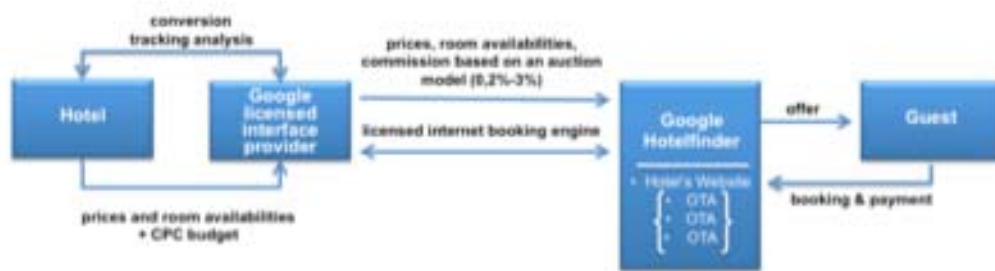 conversion
tracking analysis
prices, room availabilities,
commission based on an auction
model (0,2%-3%)
Hotel
Google
licensed
interface
provider
licensed internet booking engine
Google
Hotelfinder
• Hotel's Website
• OTA
• OTA
• OTA
offer
Guest
booking & payment
prices and room availabilities
+ CPC budget